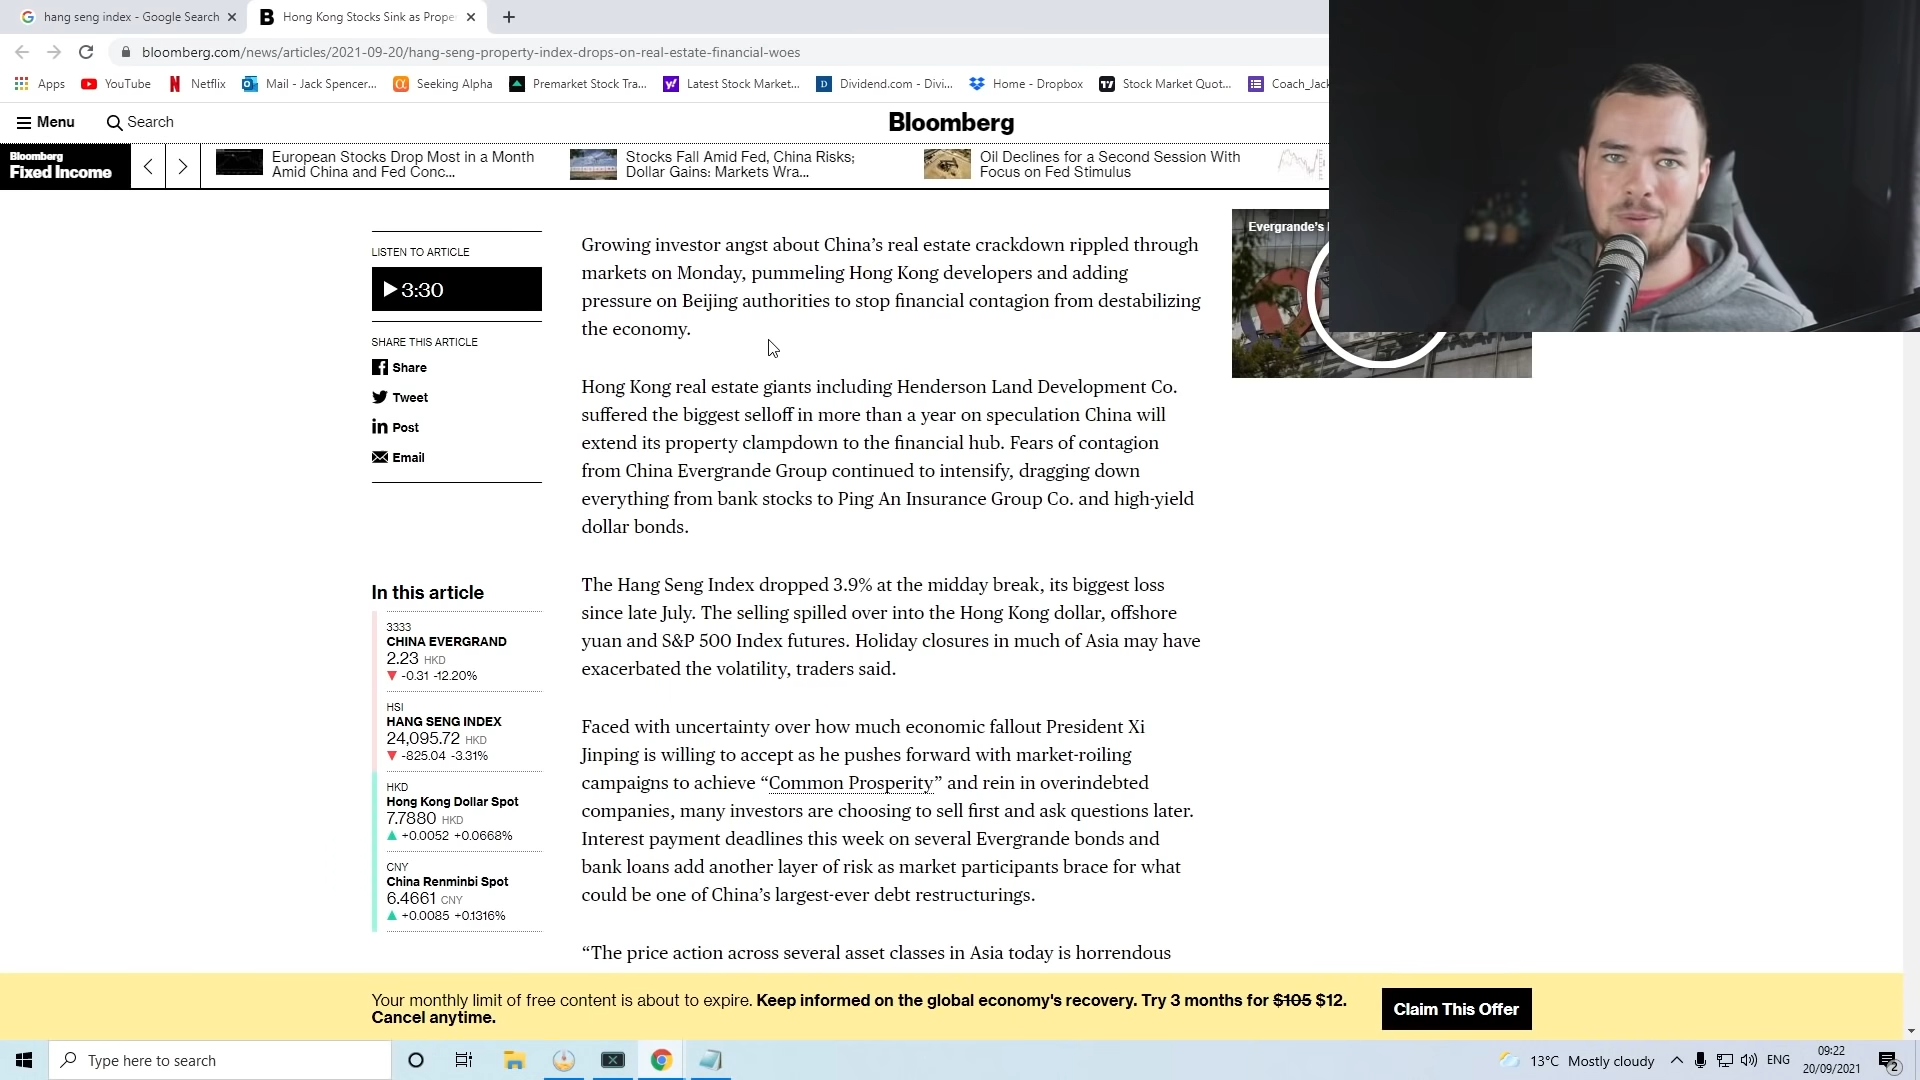 hang seng index - Google Search
Hong Kong Stocks Sink as Prope
bloomberg.com/news/articles/2021-09-20/hang-seng-property-index-drops-on-real-estate-financial-woes
Apps YouTube Netflix Mail - Jack Spencer... Seeking Alpha Premarket Stock Tra... Latest Stock Market... Dividend.com - Divi... Home - Dropbox Stock Market Quot... Coach_Jack
Menu Search
Bloomberg
Bloomberg
Fixed Income
European Stocks Drop Most in a Month
Amid China and Fed Conc...
Stocks Fall Amid Fed, China Risks;
Dollar Gains: Markets Wra...
Oil Declines for a Second Session With
Focus on Fed Stimulus
LISTEN TO ARTICLE
3:30
SHARE THIS ARTICLE
Share
Tweet
Post
Email
In this article
3333
CHINA EVERGRAND
2.23 HKD
-0.31 -12.20%
HSI
HANG SENG INDEX
24,095.72 HKD
-825.04 -3.31%
HKD
Hong Kong Dollar Spot
7.7880 HKD
+0.0052 +0.0668%
CNY
China Renminbi Spot
6.4661 CNY
+0.0085 +0.1316%
Growing investor angst about China’s real estate crackdown rippled through
markets on Monday, pummeling Hong Kong developers and adding
pressure on Beijing authorities to stop financial contagion from destabilizing
the economy.
Hong Kong real estate giants including Henderson Land Development Co.
suffered the biggest selloff in more than a year on speculation China will
extend its property clampdown to the financial hub. Fears of contagion
from China Evergrande Group continued to intensify, dragging down
everything from bank stocks to Ping An Insurance Group Co. and high-yield
dollar bonds.
The Hang Seng Index dropped 3.9% at the midday break, its biggest loss
since late July. The selling spilled over into the Hong Kong dollar, offshore
yuan and S&P 500 Index futures. Holiday closures in much of Asia may have
exacerbated the volatility, traders said.
Faced with uncertainty over how much economic fallout President Xi
Jinping is willing to accept as he pushes forward with market-roiling
campaigns to achieve “Common Prosperity” and rein in overindebted
companies, many investors are choosing to sell first and ask questions later.
Interest payment deadlines this week on several Evergrande bonds and
bank loans add another layer of risk as market participants brace for what
could be one of China’s largest-ever debt restructurings.
“The price action across several asset classes in Asia today is horrendous
Evergrande’s
Your monthly limit of free content is about to expire. Keep informed on the global economy's recovery. Try 3 months for $105 $12.
Cancel anytime.
Claim This Offer
Type here to search
13°C Mostly cloudy
ENG
09:22
20/09/2021
2